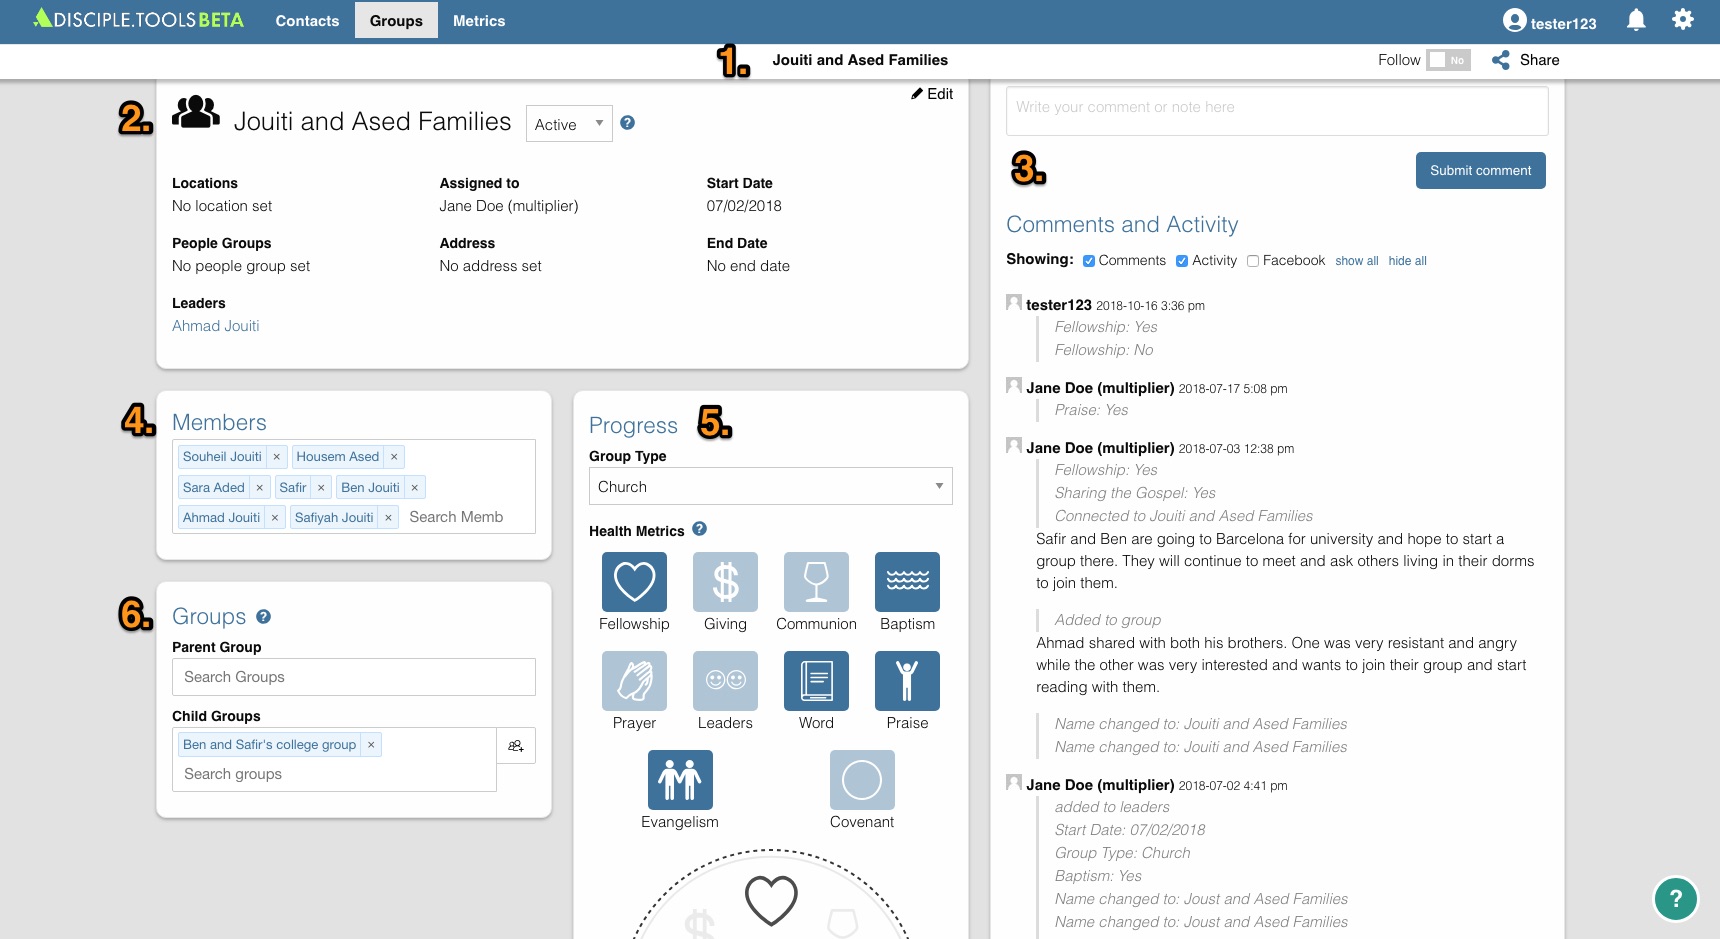 DISCIPLE.TOOLS BETA
Contacts
Groups
Metrics
tester123
1.
Jouiti and Ased Families
Follow
No
Share
2.
Jouiti and Ased Families
Active
?
Edit
Locations
No location set
Assigned to
Jane Doe (multiplier)
Start Date
07/02/2018
People Groups
No people group set
Address
No address set
End Date
No end date
Leaders
Ahmad Jouiti
Write your comment or note here
3.
Submit comment
Comments and Activity
Showing: Comments Activity Facebook show all hide all
tester123 2018-10-16 3:36 pm
Fellowship: Yes
Fellowship: No
Jane Doe (multiplier) 2018-07-17 5:08 pm
Praise: Yes
Jane Doe (multiplier) 2018-07-03 12:38 pm
Fellowship: Yes
Sharing the Gospel: Yes
Connected to Jouiti and Ased Families
Safir and Ben are going to Barcelona for university and hope to start a
group there. They will continue to meet and ask others living in their dorms
to join them.
Added to group
Ahmad shared with both his brothers. One was very resistant and angry
while the other was very interested and wants to join their group and start
reading with them.
Name changed to: Jouiti and Ased Families
Name changed to: Jouiti and Ased Families
Jane Doe (multiplier) 2018-07-02 4:41 pm
added to leaders
Start Date: 07/02/2018
Group Type: Church
Baptism: Yes
Name changed to: Joust and Ased Families
Name changed to: Joust and Ased Families
4.
Members
Souheil Jouiti × Housem Ased ×
Sara Aded × Safir × Ben Jouiti ×
Ahmad Jouiti × Safiyah Jouiti × Search Memb
5.
Progress
Group Type
Church
Health Metrics ?
$
Fellowship Giving Communion Baptism
Prayer Leaders Word Praise
Evangelism Covenant
$
6.
Groups ?
Parent Group
Search Groups
Child Groups
Ben and Safir's college group ×
Search groups
?